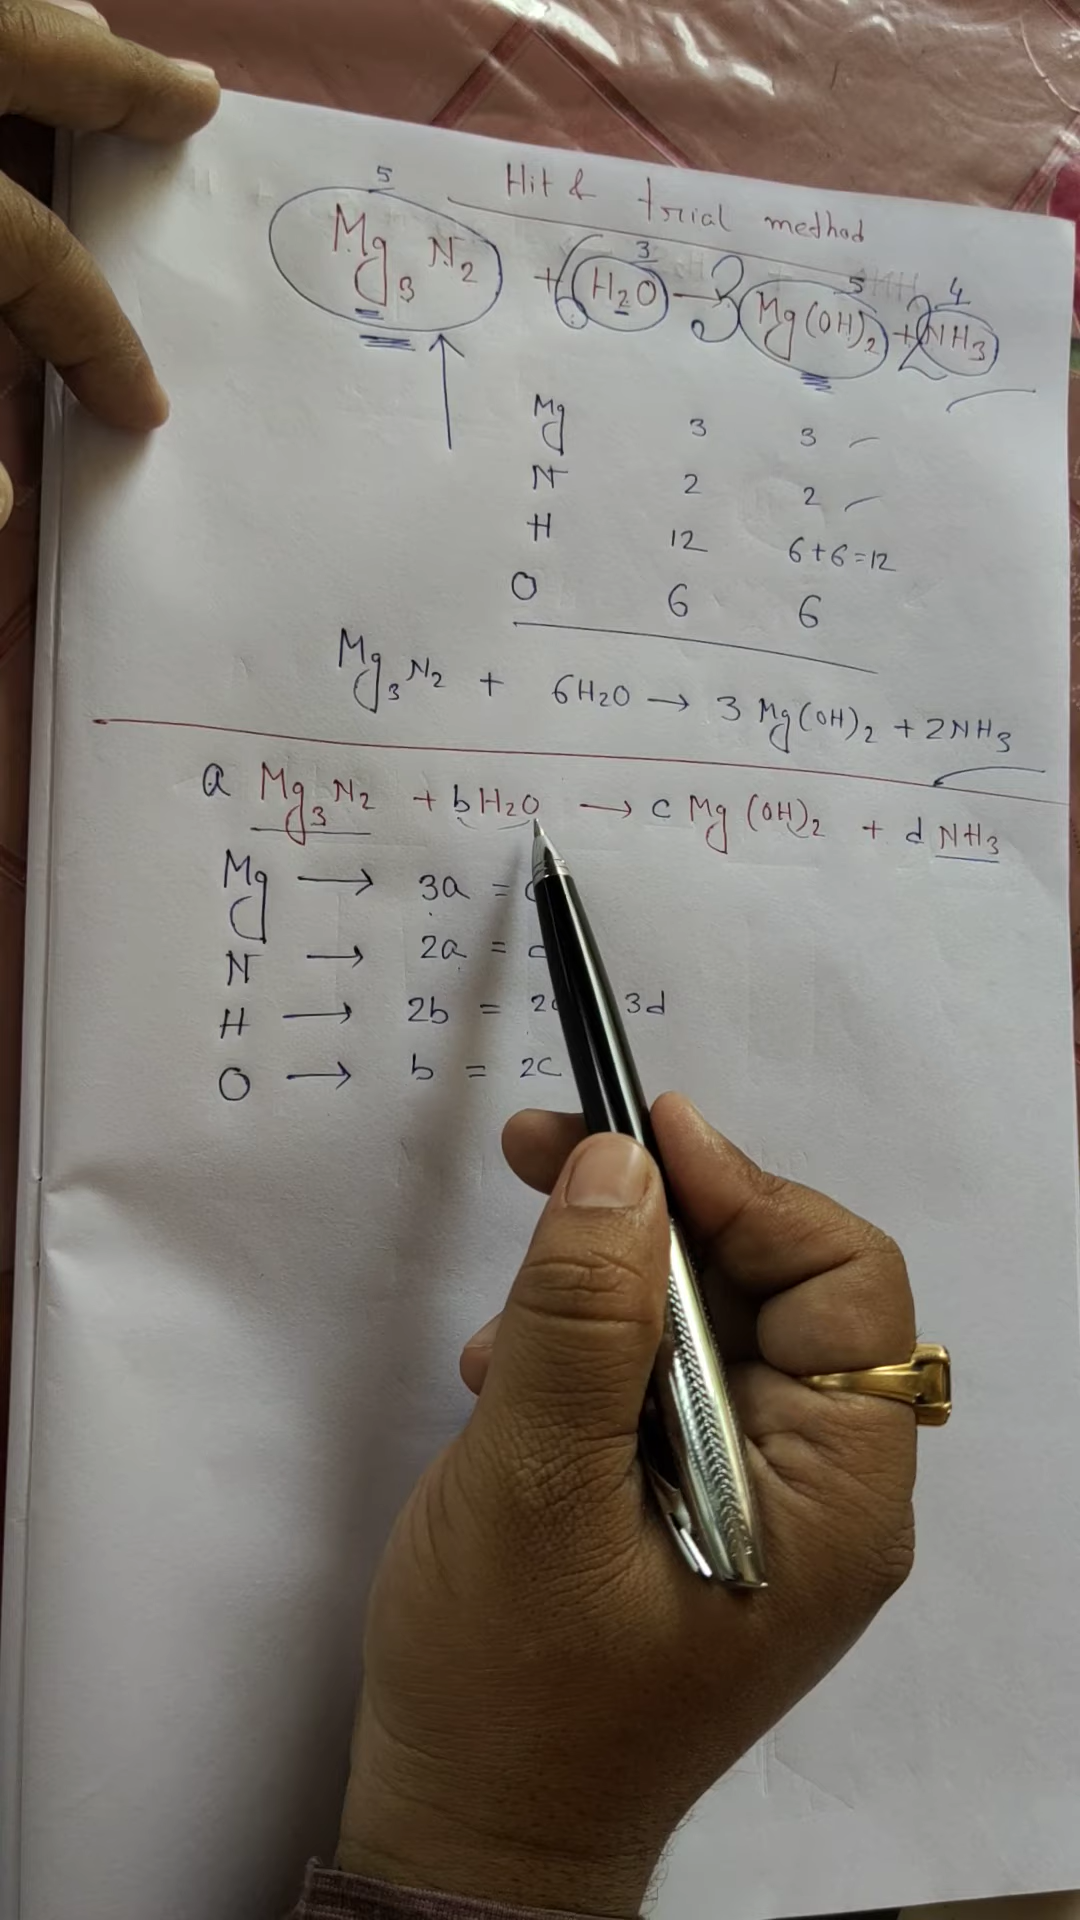 Hit & trial method
5 3 5 4
Mg₃N₂ + 6 H₂O → 3 Mg(OH)₂ + 2 NH₃
Mg 3 3
N 2 2
H 12 6+6=12
O 6 6
Mg₃N₂ + 6H₂O → 3 Mg(OH)₂ + 2NH₃
a Mg₃N₂ + bH₂O → c Mg(OH)₂ + d NH₃
Mg → 3a =
N → 2a =
H → 2b = 2 3d
O → b = 2c